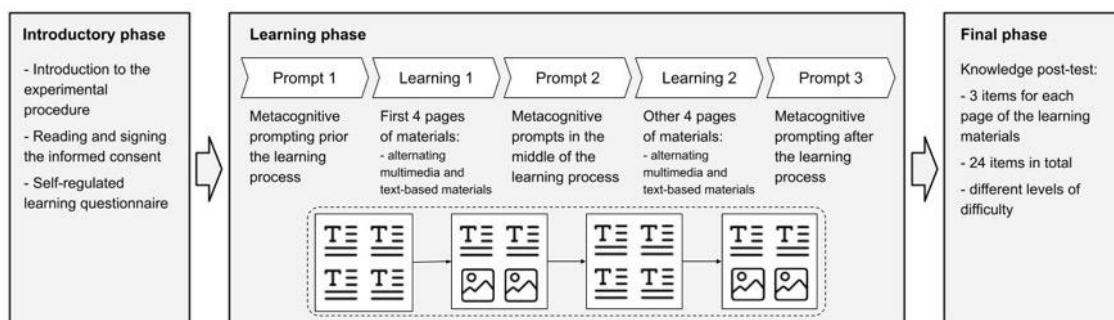 Introductory phase
- Introduction to the
experimental
procedure
- Reading and signing
the informed consent
- Self-regulated
learning questionnaire
Learning phase
Prompt 1
Learning 1
Prompt 2
Learning 2
Prompt 3
Metacognitive
prompting prior
the learning
process
First 4 pages
of materials:
- alternating
multimedia and
text-based materials
Metacognitive
prompts in the
middle of the
learning process
Other 4 pages
of materials:
- alternating
multimedia and
text-based materials
Metacognitive
prompting after
the learning
process
Final phase
Knowledge post-test:
- 3 items for each
page of the learning
materials
- 24 items in total
- different levels of
difficulty